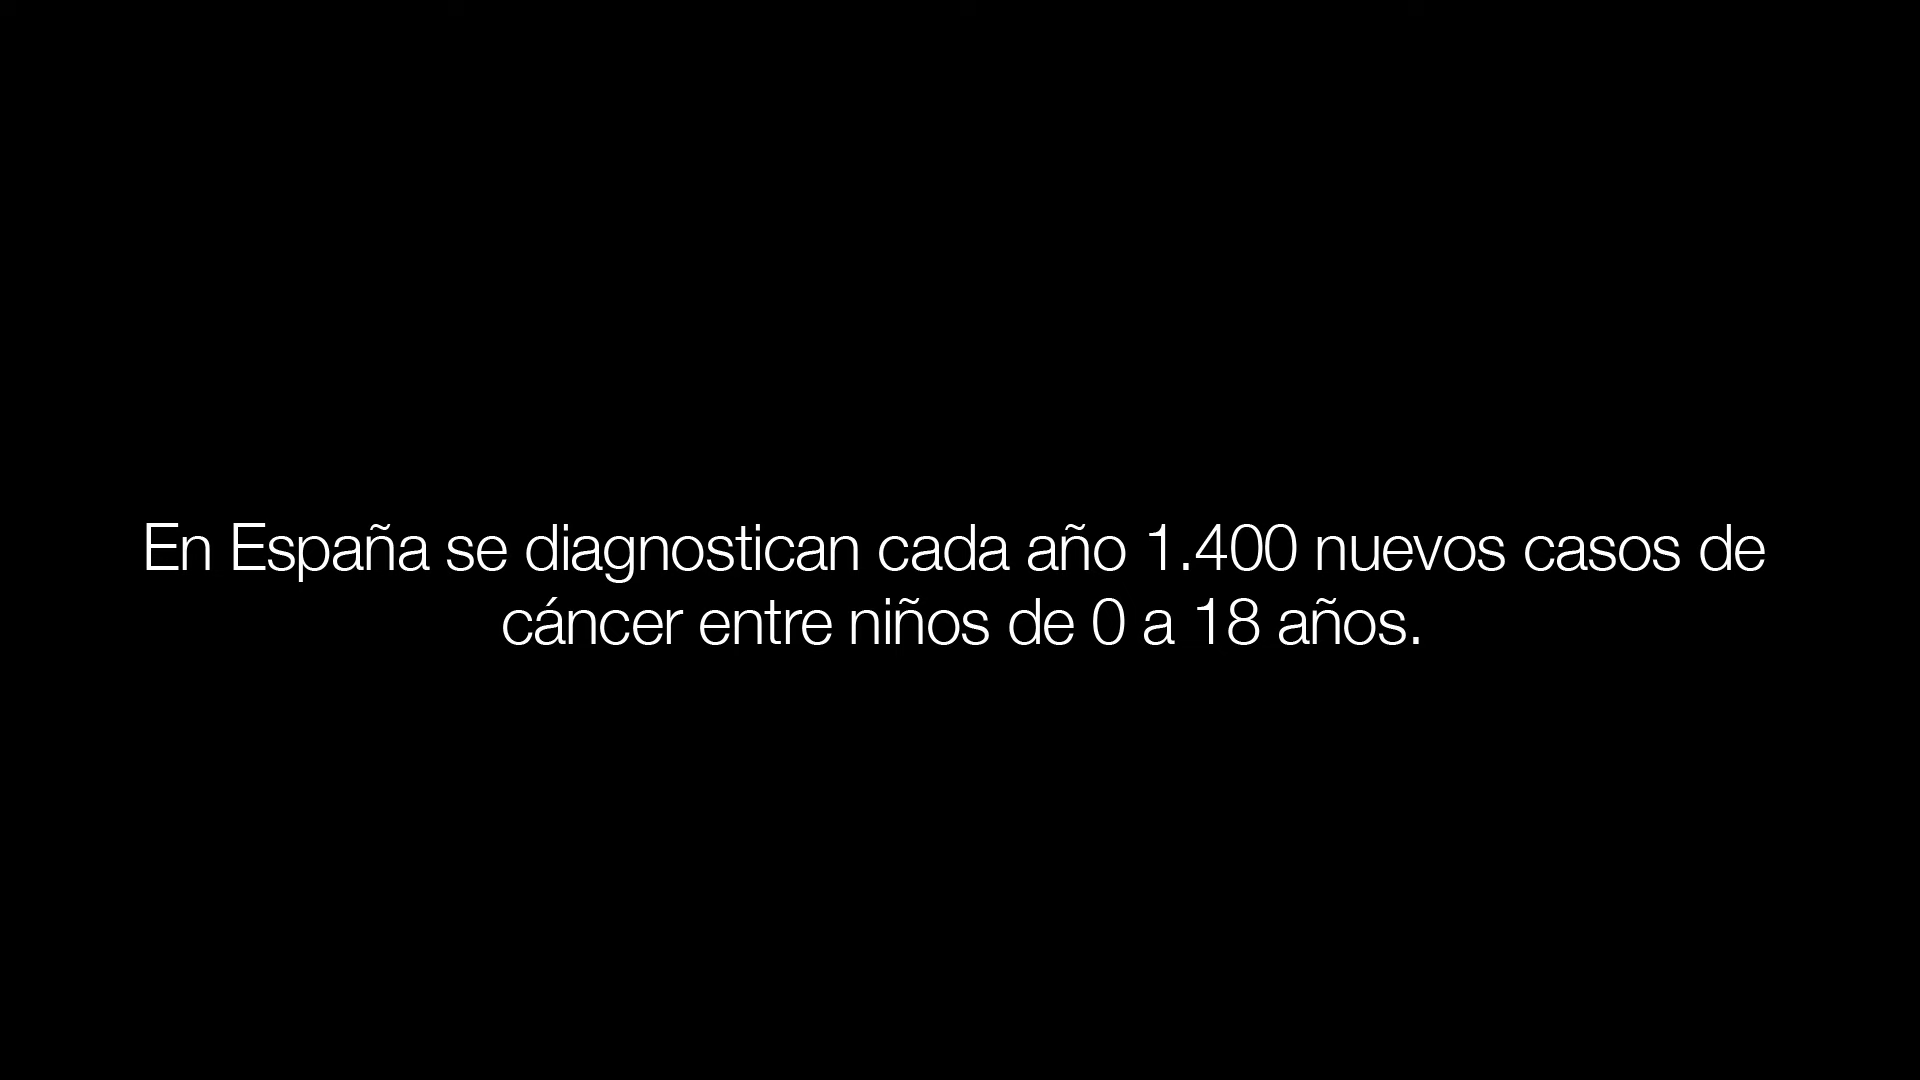 En España se diagnostican cada año 1.400 nuevos casos de
cáncer entre niños de 0 a 18 años.